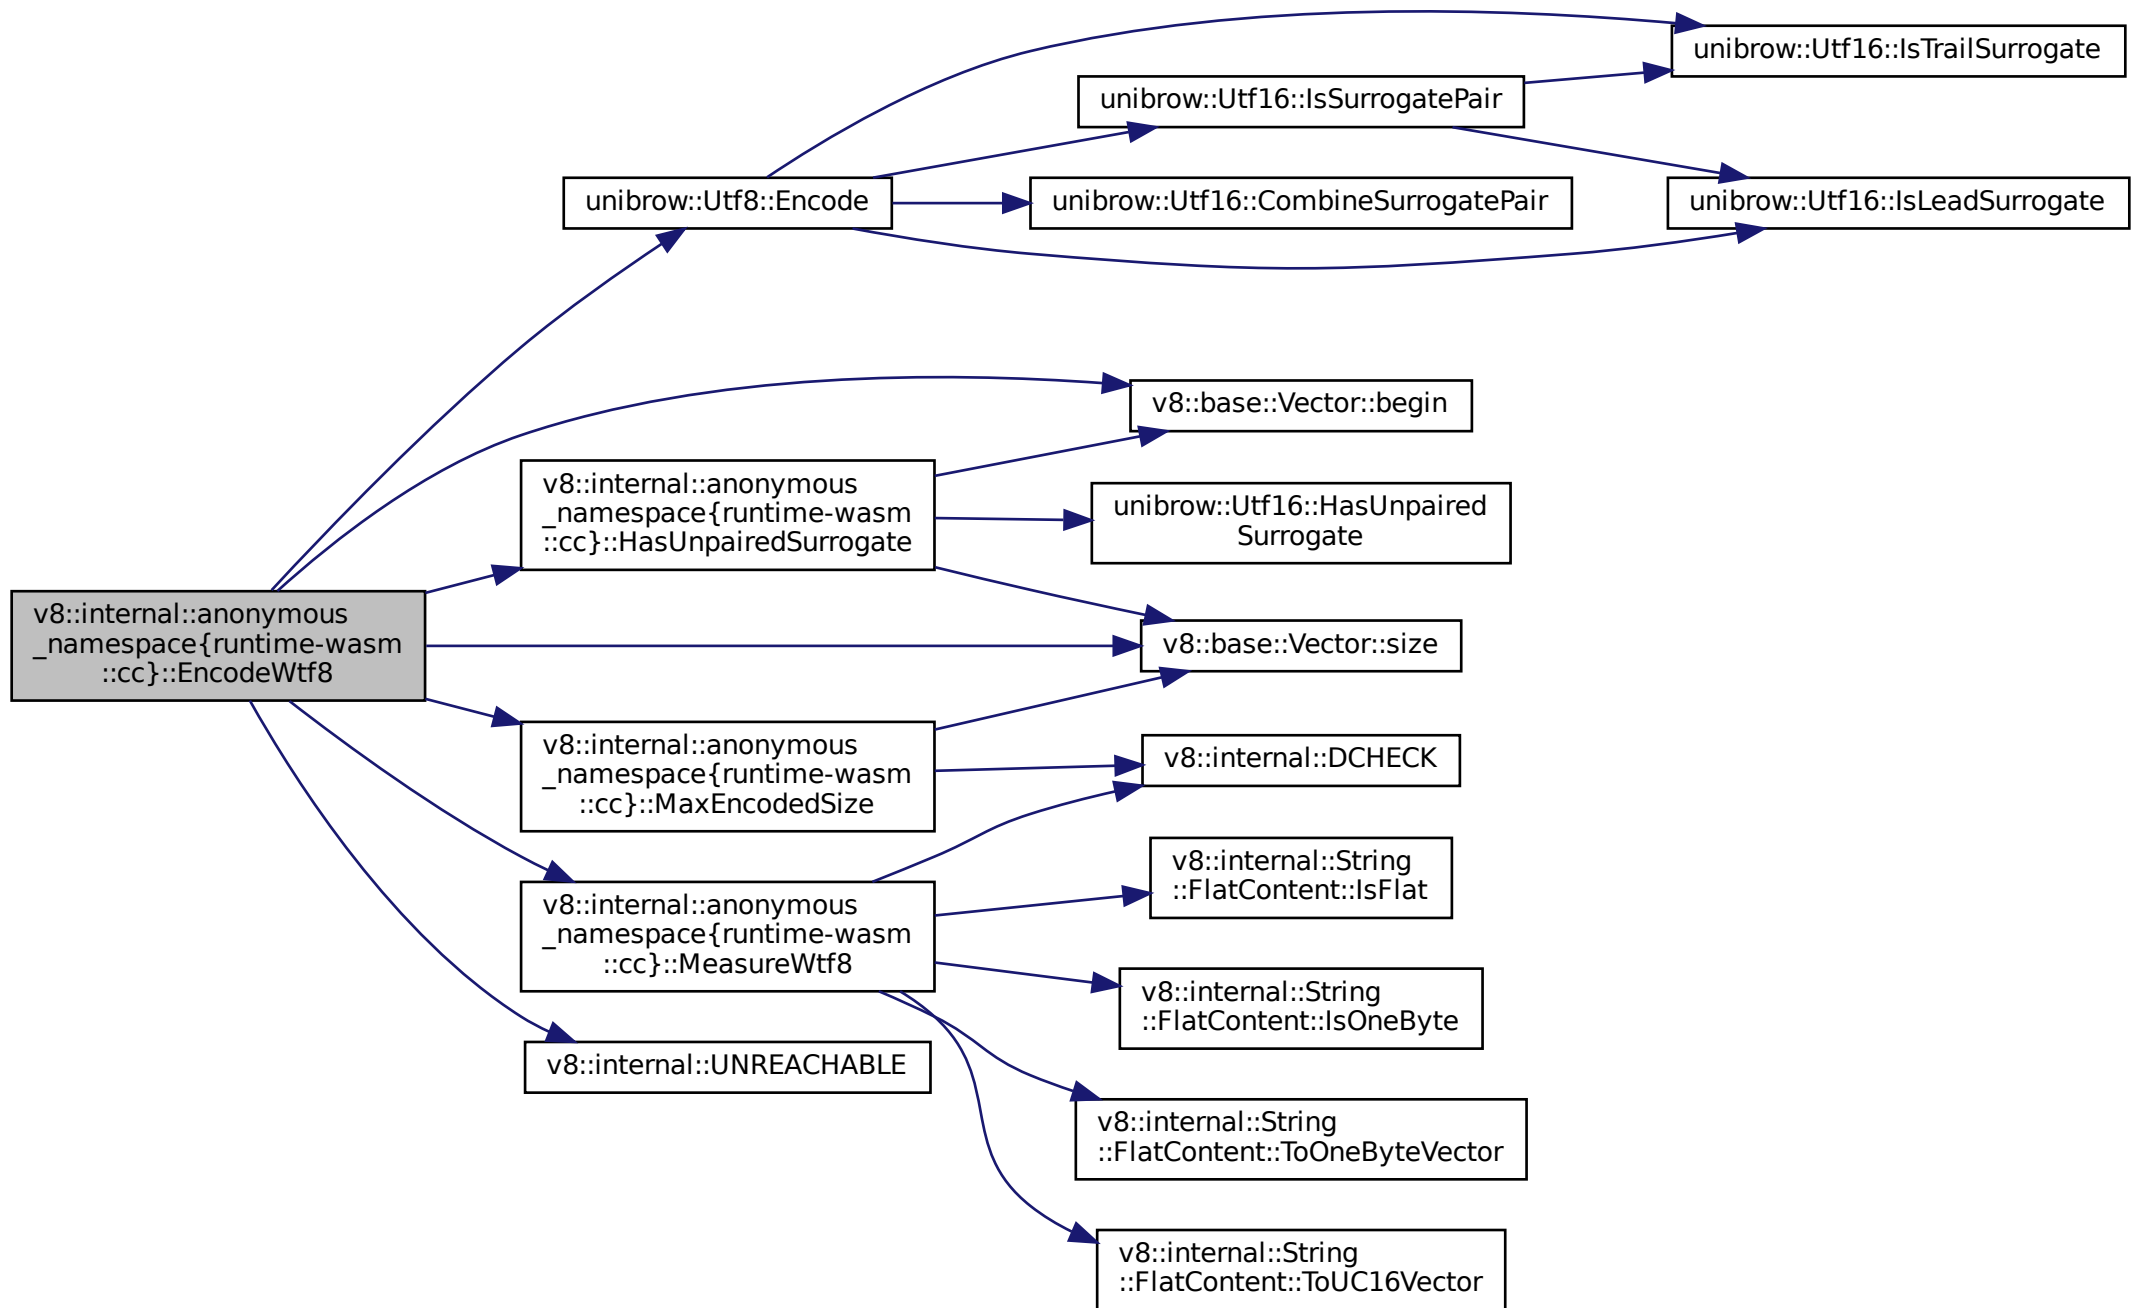 unibrow::Utf16::IsTrailSurrogate
unibrow::Utf16::IsSurrogatePair
unibrow::Utf8::Encode
unibrow::Utf16::CombineSurrogatePair
unibrow::Utf16::IsLeadSurrogate
v8::base::Vector::begin
v8::internal::anonymous
_namespace{runtime-wasm
::cc}::HasUnpairedSurrogate
unibrow::Utf16::HasUnpaired
Surrogate
v8::internal::anonymous
_namespace{runtime-wasm
::cc}::EncodeWtf8
v8::base::Vector::size
v8::internal::anonymous
_namespace{runtime-wasm
::cc}::MaxEncodedSize
v8::internal::DCHECK
v8::internal::String
::FlatContent::IsFlat
v8::internal::anonymous
_namespace{runtime-wasm
::cc}::MeasureWtf8
v8::internal::String
::FlatContent::IsOneByte
v8::internal::UNREACHABLE
v8::internal::String
::FlatContent::ToOneByteVector
v8::internal::String
::FlatContent::ToUC16Vector